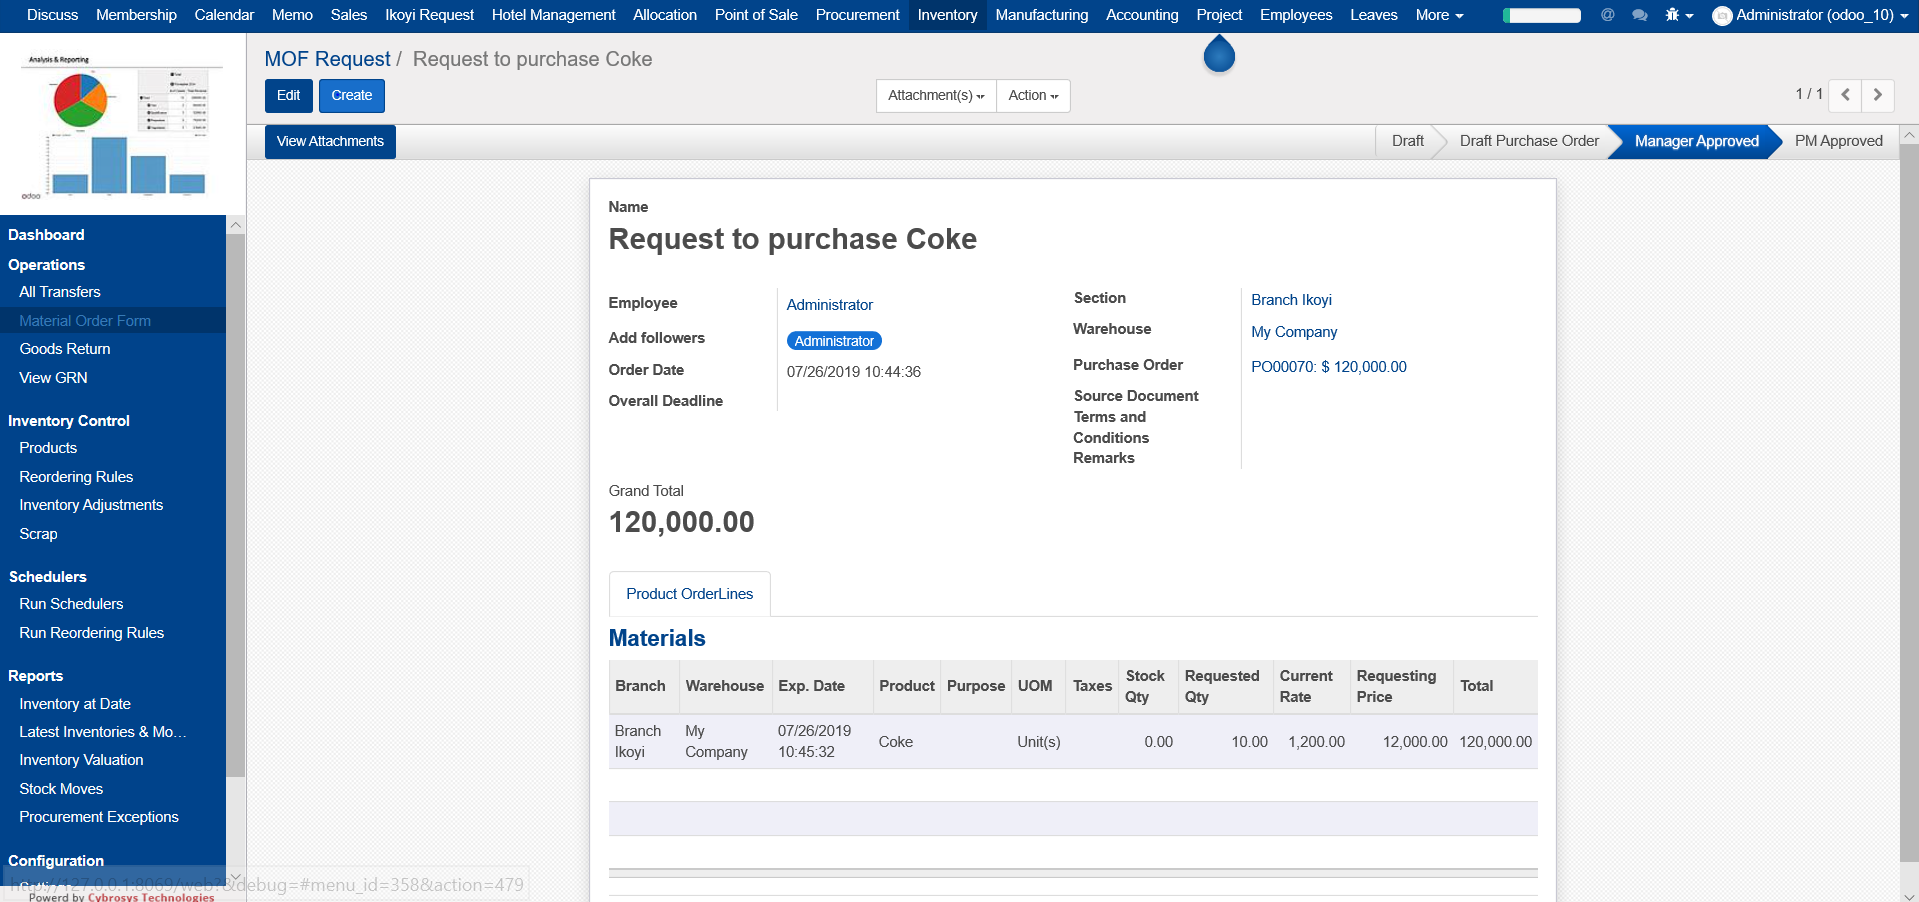 Discuss Membership Calendar Memo Sales Ikoyi Request Hotel Management Allocation Point of Sale Procurement Inventory Manufacturing Accounting Project Employees Leaves More @ Administrator (odoo_10)
Analysis & Reporting
odoo
MOF Request / Request to purchase Coke
Edit Create Attachment(s) Action 1 / 1
View Attachments Draft Draft Purchase Order Manager Approved PM Approved
Dashboard
Operations
All Transfers
Material Order Form
Goods Return
View GRN
Inventory Control
Products
Reordering Rules
Inventory Adjustments
Scrap
Schedulers
Run Schedulers
Run Reordering Rules
Reports
Inventory at Date
Latest Inventories & Mo...
Inventory Valuation
Stock Moves
Procurement Exceptions
Configuration
http://127.0.0.1:8069/web?&debug=#menu_id=358&action=479
Powerd by Cybrosys Technologies
Name
Request to purchase Coke
Employee Administrator
Add followers Administrator
Order Date 07/26/2019 10:44:36
Overall Deadline
Section Branch Ikoyi
Warehouse My Company
Purchase Order PO00070: $ 120,000.00
Source Document
Terms and
Conditions
Remarks
Grand Total
120,000.00
Product OrderLines
Materials
Branch Warehouse Exp. Date Product Purpose UOM Taxes Stock Qty Requested Qty Current Rate Requesting Price Total
Branch Ikoyi My Company 07/26/2019 10:45:32 Coke Unit(s) 0.00 10.00 1,200.00 12,000.00 120,000.00